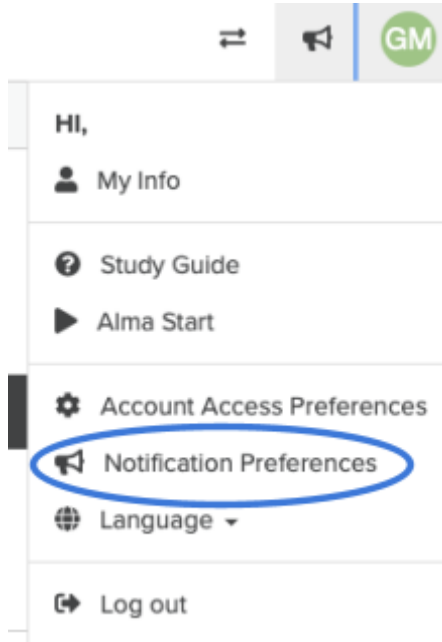 GM
HI,
My Info
Study Guide
Alma Start
Account Access Preferences
Notification Preferences
Language
Log out